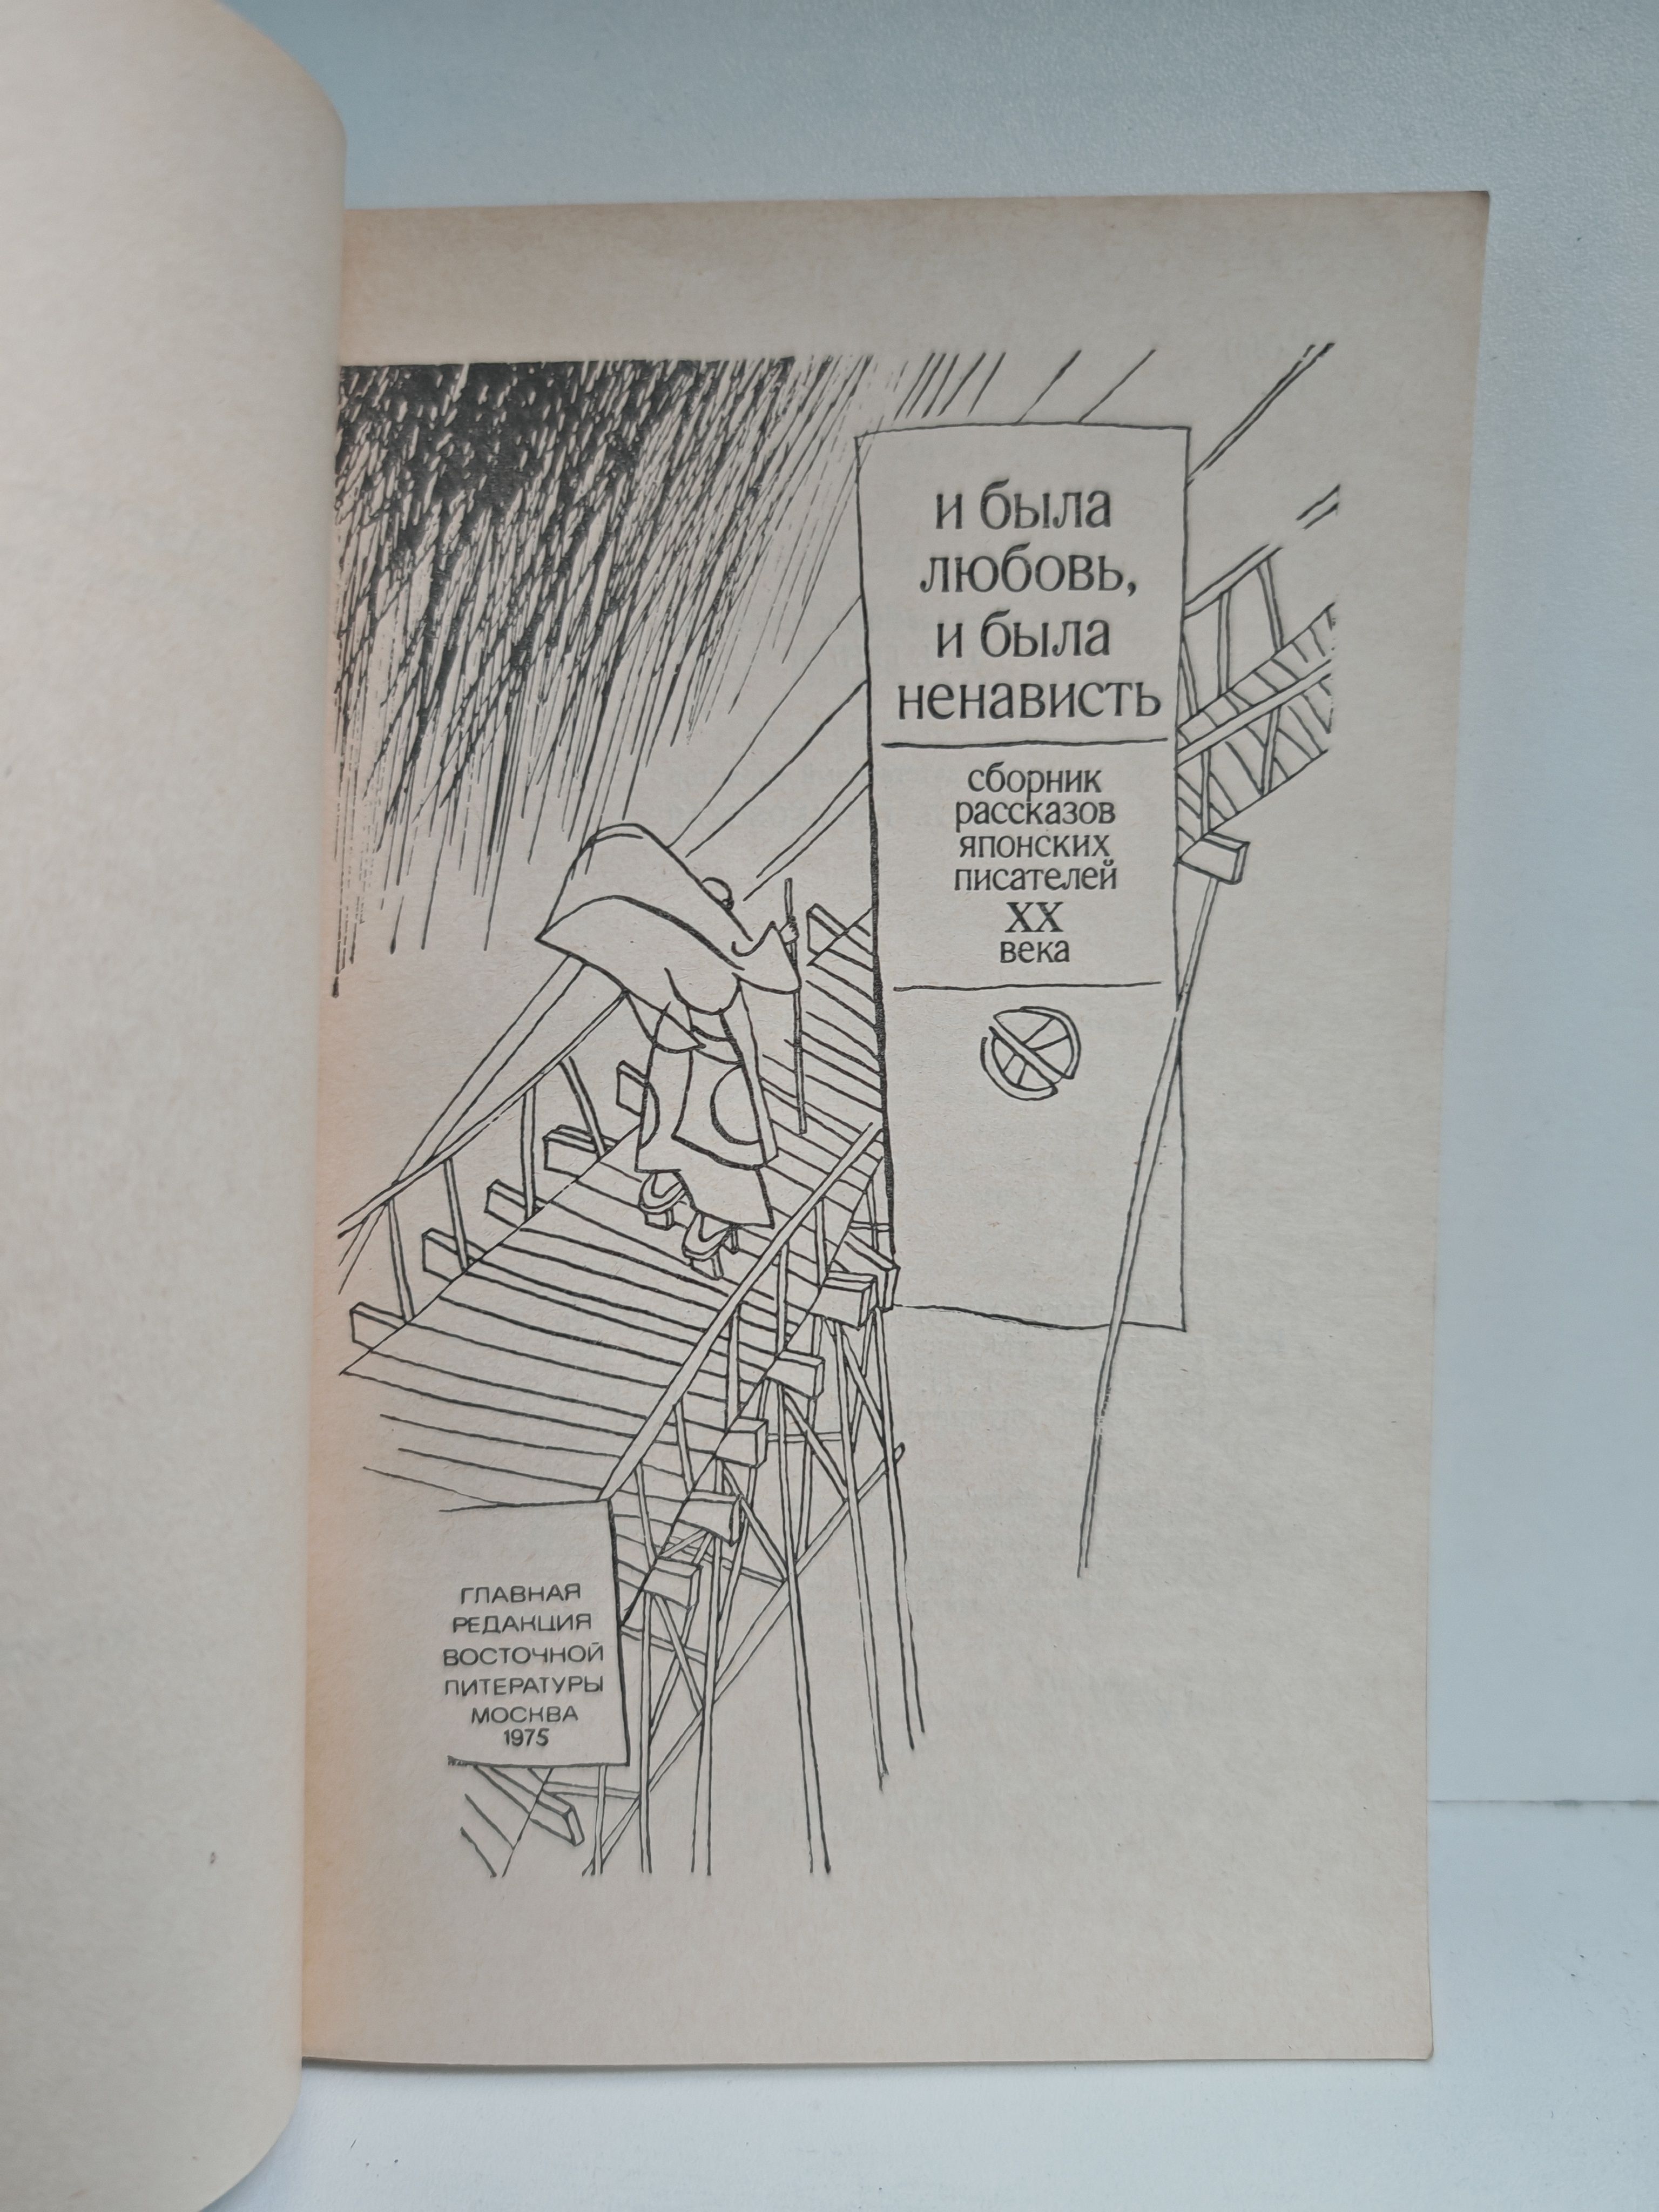 и была
любовь,
и была
ненависть
сборник
рассказов
японских
писателей
XX
века
ГЛАВНАЯ
РЕДАКЦИЯ
ВОСТОЧНОЙ
ЛИТЕРАТУРЫ
МОСКВА
1975